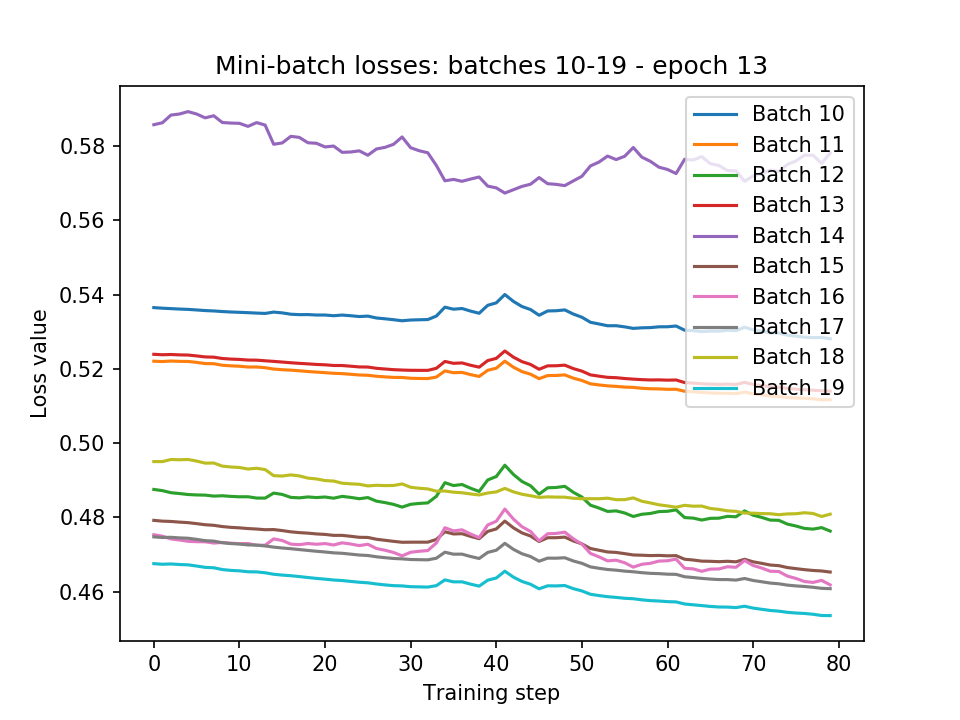 Mini-batch losses: batches 10-19 - epoch 13
Loss value
0.58
0.56
0.54
0.52
0.50
0.48
0.46
Batch 10
Batch 11
Batch 12
Batch 13
Batch 14
Batch 15
Batch 16
Batch 17
Batch 18
Batch 19
0 10 20 30 40 50 60 70 80
Training step